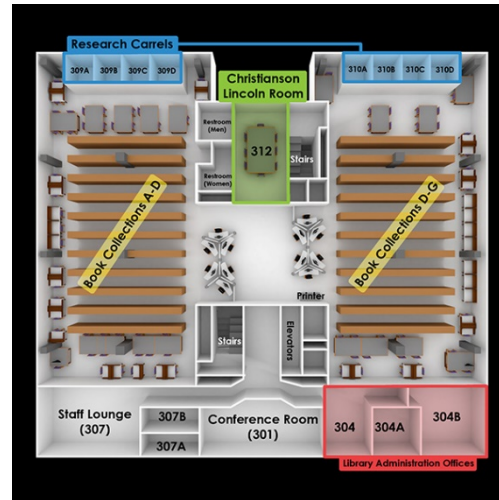 Research Carrels
309A 309B 309C 309D
310A 310B 310C 310D
Christianson
Lincoln Room
312
Restroom
(Men)
Restroom
(Women)
Stairs
Book Collections A-D
Book Collections D-G
Printer
Stairs
Elevators
Staff Lounge
(307)
307B
307A
Conference Room
(301)
304
304A
304B
Library Administration Offices